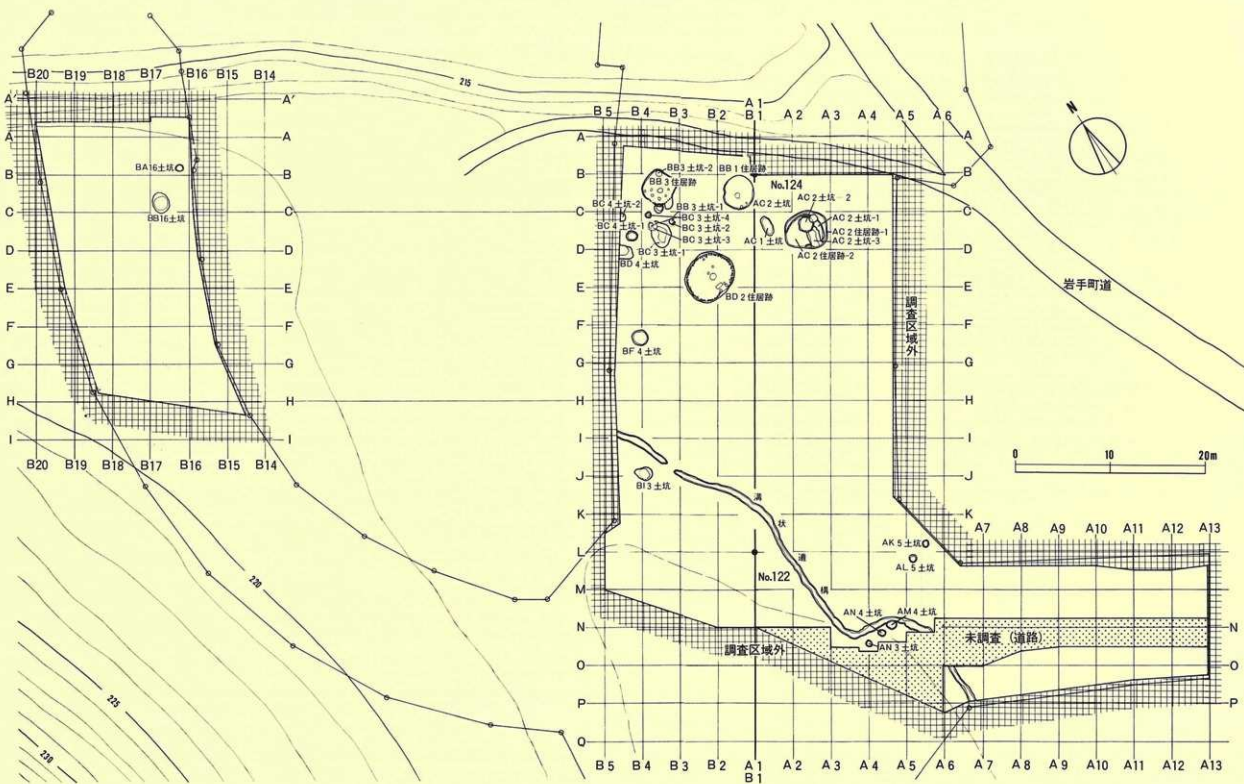 B20 B19 B18 B17 B16 B15 B14
A' A'
A A
B B
C C
D D
E E
F F
G G
H H
I I
B20 B19 B18 B17 B16 B15 B14
BA16土坑
BB16土坑
215
220
225
230
A1
B5 B4 B3 B2 B1 A2 A3 A4 A5 A6
A A
B B
C C
D D
E E
F F
G G
H H
I I
J J
K K
L L
M M
N N
O O
P P
Q Q
BB3土坑-2
BB3住居跡
BB1住居跡
No.124
BC4土坑-2
BB3土坑-1
BC3土坑-4
BC4土坑-1
BC3土坑-2
BC3土坑-3
BC3土坑-1
BD4土坑
AC2土坑-2
AC2土坑
AC2土坑-1
AC2住居跡-1
AC1土坑
AC2土坑-3
AC2住居跡-2
BD2住居跡
BF4土坑
BI3土坑
溝状遺構
No.122
AK5土坑
AL5土坑
AN4土坑
AM4土坑
AN3土坑
調査区域外
調査区域外
未調査(道路)
岩手町道
N
0 10 20m
A7 A8 A9 A10 A11 A12 A13
N
O
P
B5 B4 B3 B2 A1 A2 A3 A4 A5 A6 A7 A8 A9 A10 A11 A12 A13
B1